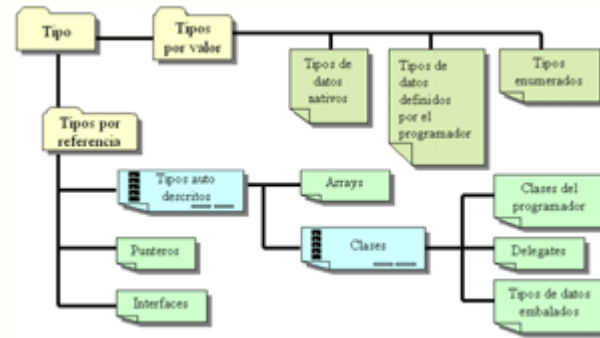 Tipo
Tipos
por valor
Tipos de
datos
nativos
Tipos de
datos
definidos
por el
programador
Tipos
enumerados
Tipos por
referencia
Tipos auto
descritos
Arrays
Clases
Clases del
programador
Delegates
Tipos de datos
embalados
Punteros
Interfaces